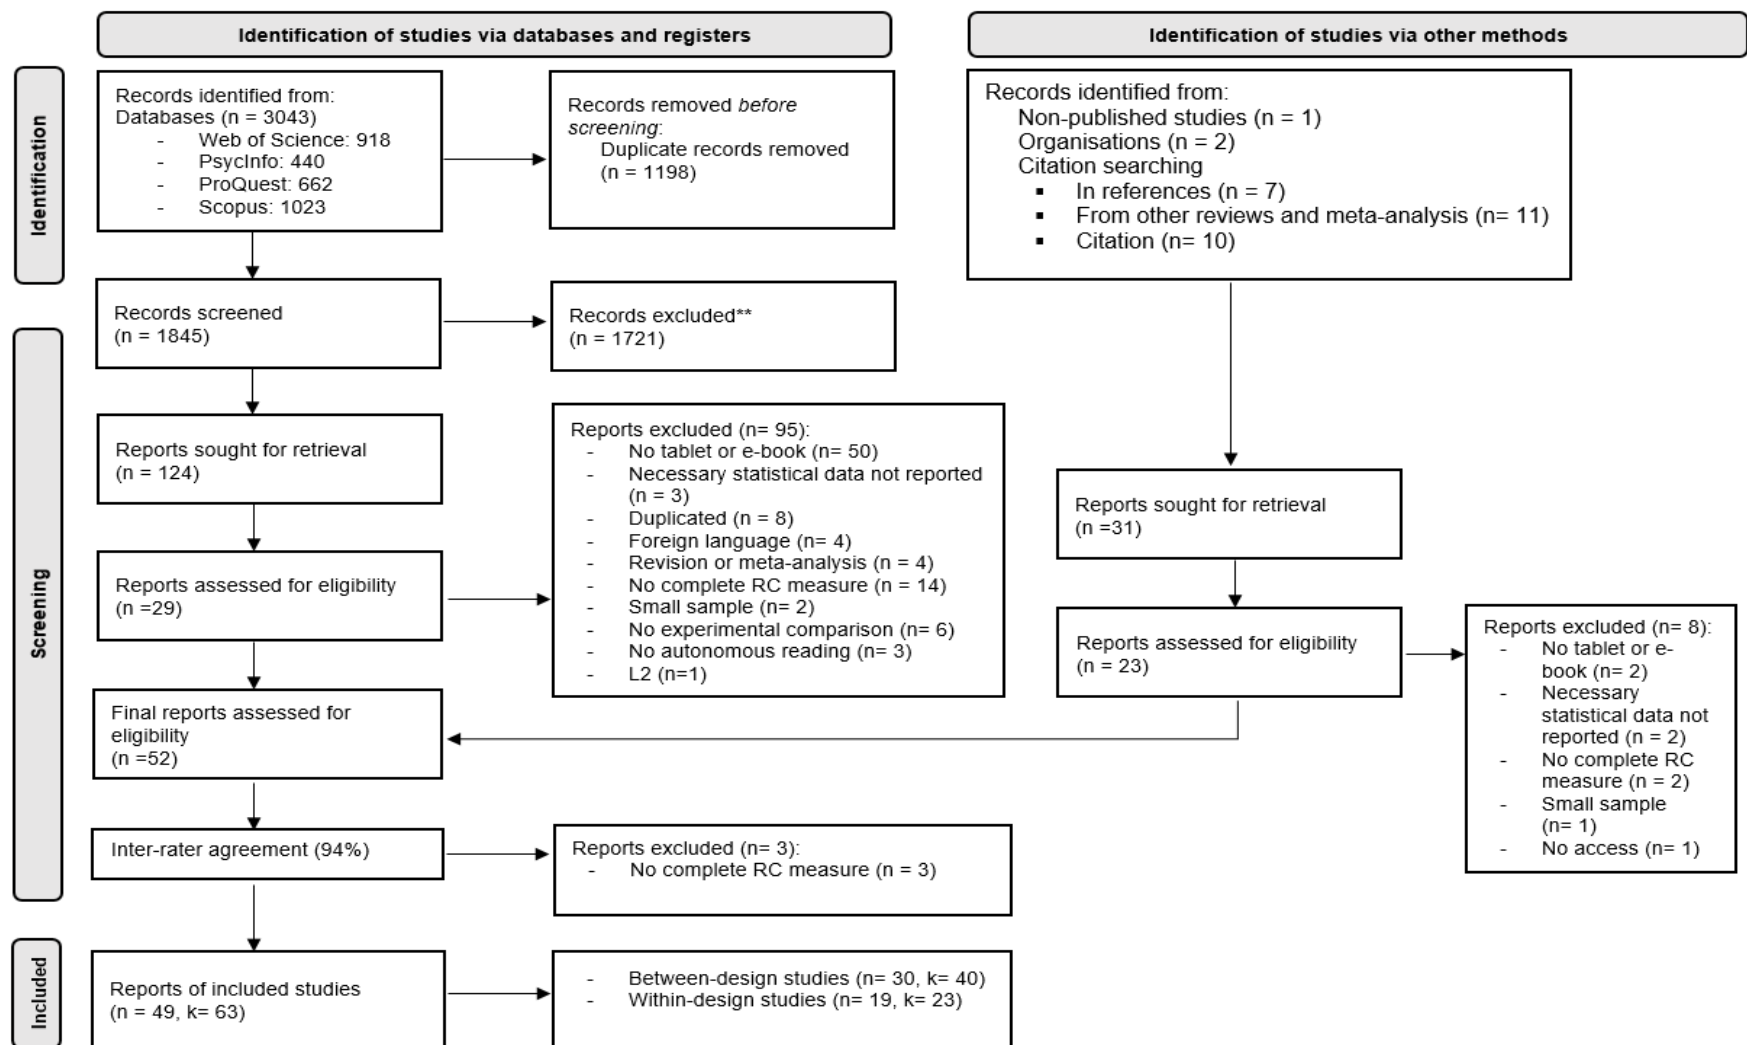 Identification of studies via databases and registers
Identification of studies via other methods
Identification
Records identified from:
Databases (n = 3043)
- Web of Science: 918
- PsycInfo: 440
- ProQuest: 662
- Scopus: 1023
Records removed before
screening:
Duplicate records removed
(n = 1198)
Records identified from:
Non-published studies (n = 1)
Organisations (n = 2)
Citation searching
▪ In references (n = 7)
▪ From other reviews and meta-analysis (n= 11)
▪ Citation (n= 10)
Screening
Records screened
(n = 1845)
Records excluded**
(n = 1721)
Reports sought for retrieval
(n = 124)
Reports excluded (n= 95):
- No tablet or e-book (n= 50)
- Necessary statistical data not reported
(n = 3)
- Duplicated (n = 8)
- Foreign language (n= 4)
- Revision or meta-analysis (n = 4)
- No complete RC measure (n = 14)
- Small sample (n= 2)
- No experimental comparison (n= 6)
- No autonomous reading (n= 3)
- L2 (n=1)
Reports sought for retrieval
(n =31)
Reports assessed for eligibility
(n =29)
Reports assessed for eligibility
(n = 23)
Reports excluded (n= 8):
- No tablet or e-
book (n= 2)
- Necessary
statistical data not
reported (n = 2)
- No complete RC
measure (n = 2)
- Small sample
(n= 1)
- No access (n= 1)
Final reports assessed for
eligibility
(n =52)
Inter-rater agreement (94%)
Reports excluded (n= 3):
- No complete RC measure (n = 3)
Included
Reports of included studies
(n = 49, k= 63)
- Between-design studies (n= 30, k= 40)
- Within-design studies (n= 19, k= 23)